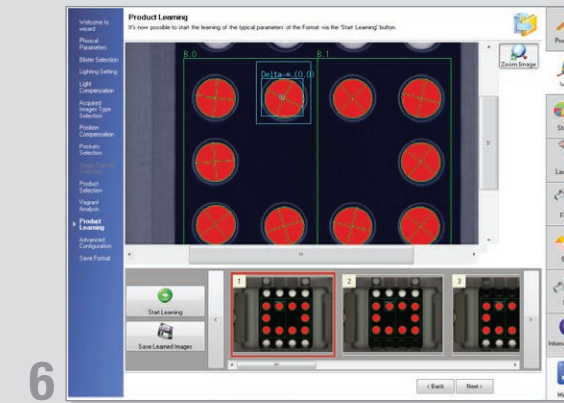 Product Learning
It's now possible to start the learning of the typical parameters of the Format via the 'Start Learning' button.
Welcome to
wizard
Phisical
Parameters
Blister Selection
Lighting Setting
Light
Compensation
Acquired
Images Type
Selection
Position
Compensation
Pockets
Selection
Product
Selection
Vagrant
Analysis
Product
Learning
Advanced
Configuration
Save Format
B.0
B.1
Delta = (0,0)
Zoom Image
Start Learning
Save Learned Images
1
2
3
< Back
Next >
6